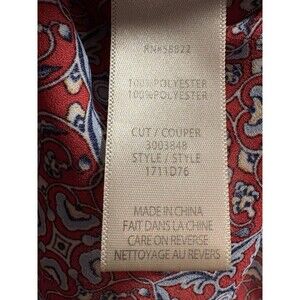 RN#58822
100%POLYESTER
100%POLYESTER
CUT / COUPER
3003848
STYLE / STYLE
1711D76
MADE IN CHINA
FAIT DANS LA CHINE
CARE ON REVERSE
NETTOYAGE AU REVERS